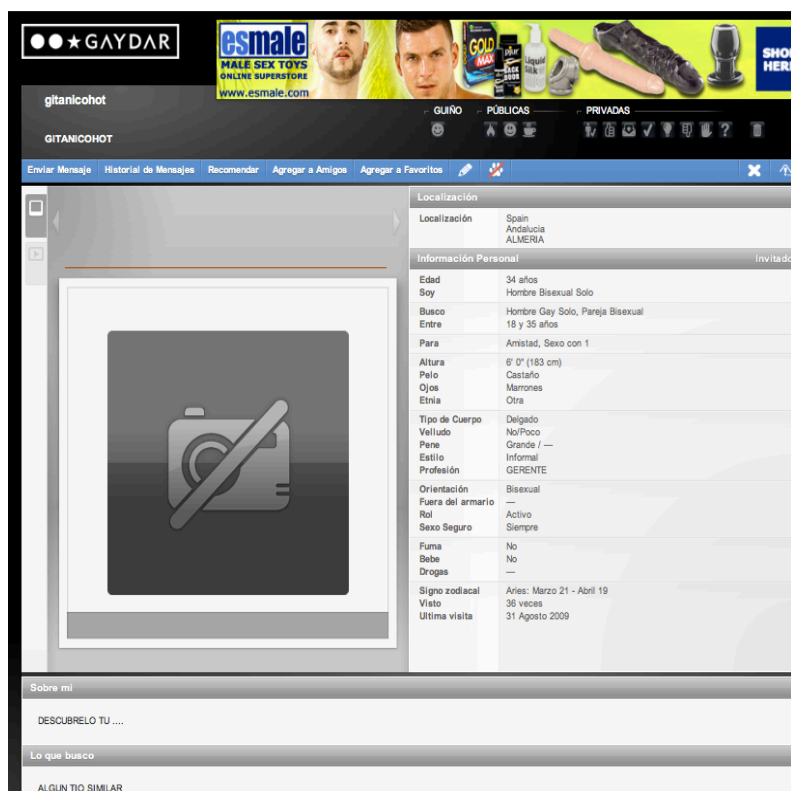 GAYDAR
esmale
MALE SEX TOYS
ONLINE SUPERSTORE
www.esmale.com
GOLD
MAX
pjur
BACK
DOOR
Liquid
Silk
SHO
HER
gitanicohot
GITANICOHOT
GUIÑO
PÚBLICAS
PRIVADAS
Enviar Mensaje Historial de Mensajes Recomendar Agregar a Amigos Agregar a Favoritos
Localización
Localización Spain
Andalucia
ALMERIA
Información Personal invitado
Edad 34 años
Soy Hombre Bisexual Solo
Busco Hombre Gay Solo, Pareja Bisexual
Entre 18 y 35 años
Para Amistad, Sexo con 1
Altura 6' 0" (183 cm)
Pelo Castaño
Ojos Marrones
Etnia Otra
Tipo de Cuerpo Delgado
Velludo No/Poco
Pene Grande / —
Estilo Informal
Profesión GERENTE
Orientación Bisexual
Fuera del armario —
Rol Activo
Sexo Seguro Siempre
Fuma No
Bebe No
Drogas —
Signo zodiacal Aries: Marzo 21 - Abril 19
Visto 36 veces
Ultima visita 31 Agosto 2009
Sobre mi
DESCUBRELO TU ....
Lo que busco
ALGUN TIO SIMILAR